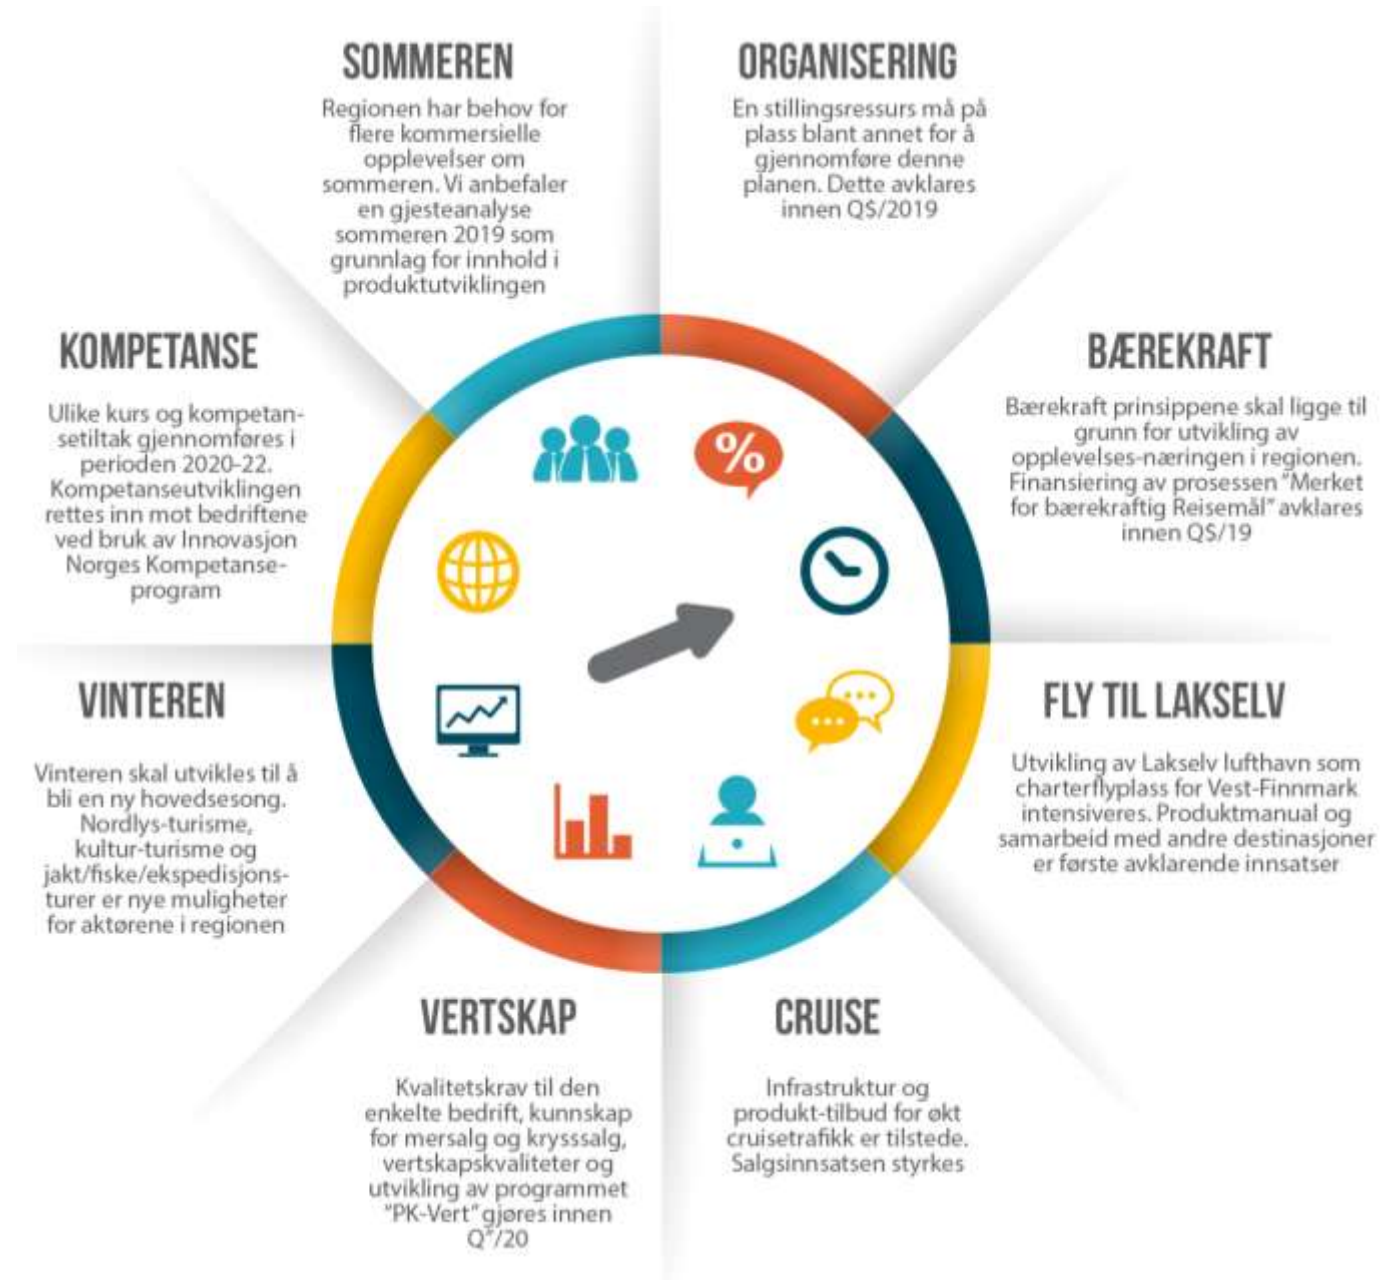 SOMMEREN
Regionen har behov for
flere kommersielle
opplevelser om
sommeren. Vi anbefaler
en gjesteanalyse
sommeren 2019 som
grunnlag for innhold i
produktutviklingen
ORGANISERING
En stillingsressurs må på
plass blant annet for å
gjennomføre denne
planen. Dette avklares
innen Q$/2019
BÆREKRAFT
Bærekraft prinsippene skal ligge til
grunn for utvikling av
opplevelses-næringen i regionen.
Finansiering av prosessen "Merket
for bærekraftig Reisemål" avklares
innen Q$/19
FLY TIL LAKSELV
Utvikling av Lakselv lufthavn som
charterflyplass for Vest-Finnmark
intensiveres. Produktmanual og
samarbeid med andre destinasjoner
er første avklarende innsatser
CRUISE
Infrastruktur og
produkt-tilbud for økt
cruisetrafikk er tilstede.
Salgsinnsatsen styrkes
VERTSKAP
Kvalitetskrav til den
enkelte bedrift, kunnskap
for mersalg og krysssalg,
vertskapskvaliteter og
utvikling av programmet
"PK-Vert" gjøres innen
Q"/20
VINTEREN
Vinteren skal utvikles til å
bli en ny hovedsesong.
Nordlys-turisme,
kultur-turisme og
jakt/fiske/ekspedisjons-
turer er nye muligheter
for aktørene i regionen
KOMPETANSE
Ulike kurs og kompetan-
setiltak gjennomføres i
perioden 2020-22.
Kompetanseutviklingen
rettes inn mot bedriftene
ved bruk av Innovasjon
Norges Kompetanse-
program
%